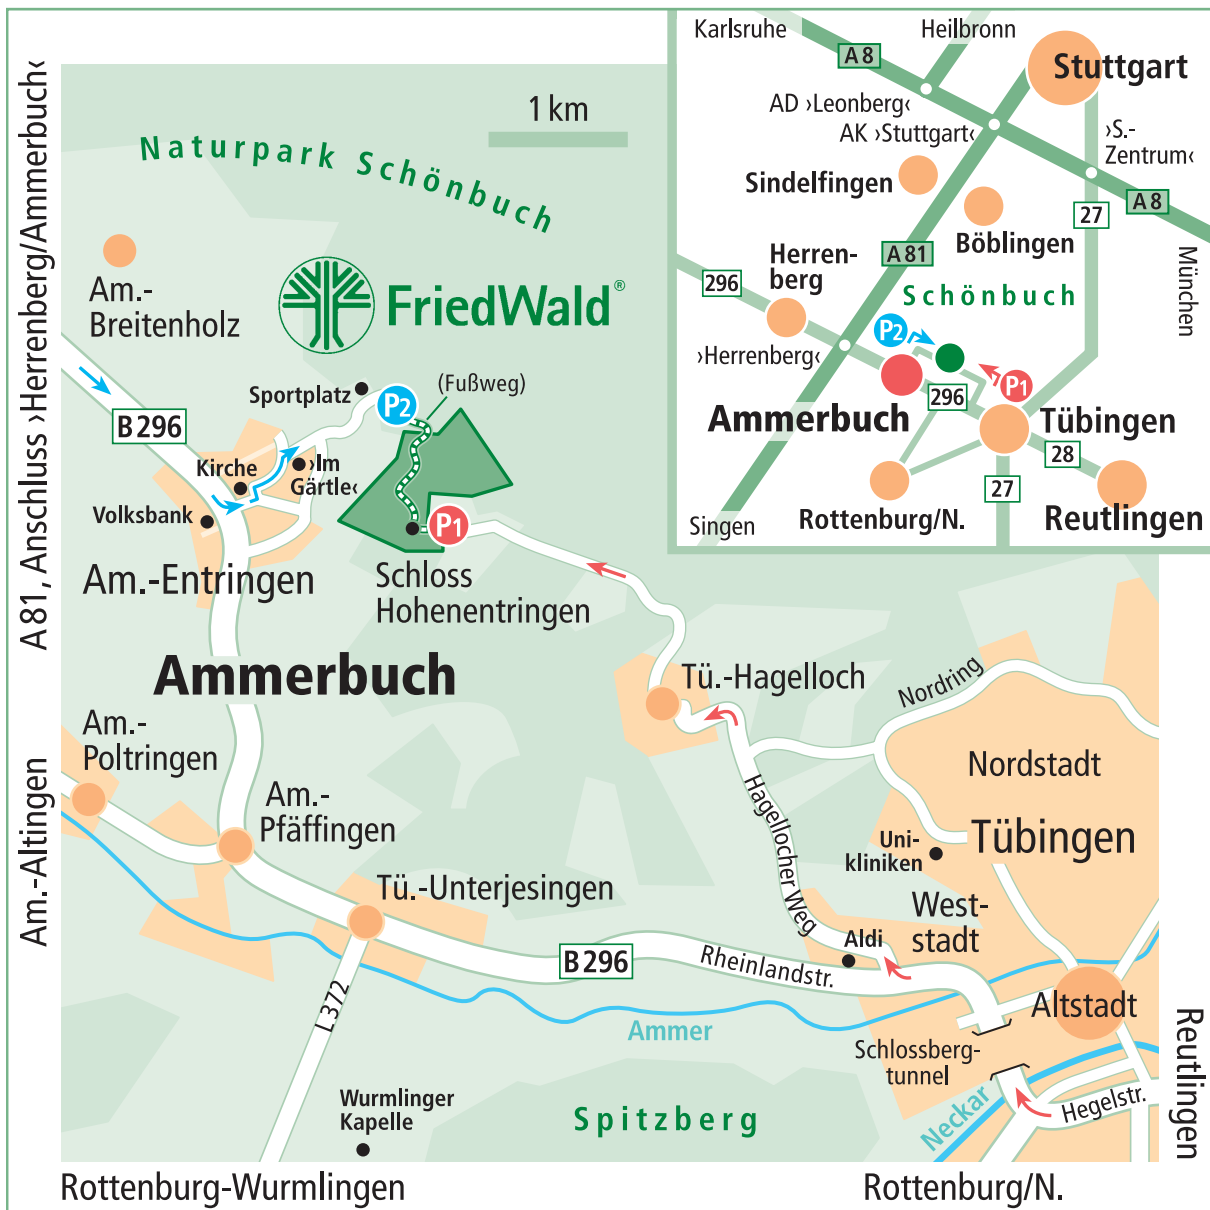 Karlsruhe
Heilbronn
A 8
Stuttgart
AD ›Leonberg‹
AK ›Stuttgart‹
›S.-
Zentrum‹
Sindelfingen
A 8
27
Böblingen
A 81
Herren-
berg
296
Schönbuch
München
P2
›Herrenberg‹
P1
296
Ammerbuch
Tübingen
28
27
Rottenburg/N.
Reutlingen
Singen
A 81, Anschluss ›Herrenberg/Ammerbuch‹
1 km
Naturpark Schönbuch
Am.-
Breitenholz
FriedWald®
Sportplatz
(Fußweg)
P2
B 296
Kirche
›Im
Gärtle‹
Volksbank
P1
Am.-Entringen
Schloss
Hohenentringen
Ammerbuch
Tü.-Hagelloch
Nordring
Am.-
Poltringen
Nordstadt
Am.-
Pfäffingen
Hagellocher Weg
Tübingen
Uni-
kliniken
Am.-Altingen
Tü.-Unterjesingen
West-
stadt
Aldi
B 296
Rheinlandstr.
L 372
Ammer
Altstadt
Schlossberg-
tunnel
Reutlingen
Wurmlinger
Kapelle
Spitzberg
Neckar
Hegelstr.
Rottenburg-Wurmlingen
Rottenburg/N.